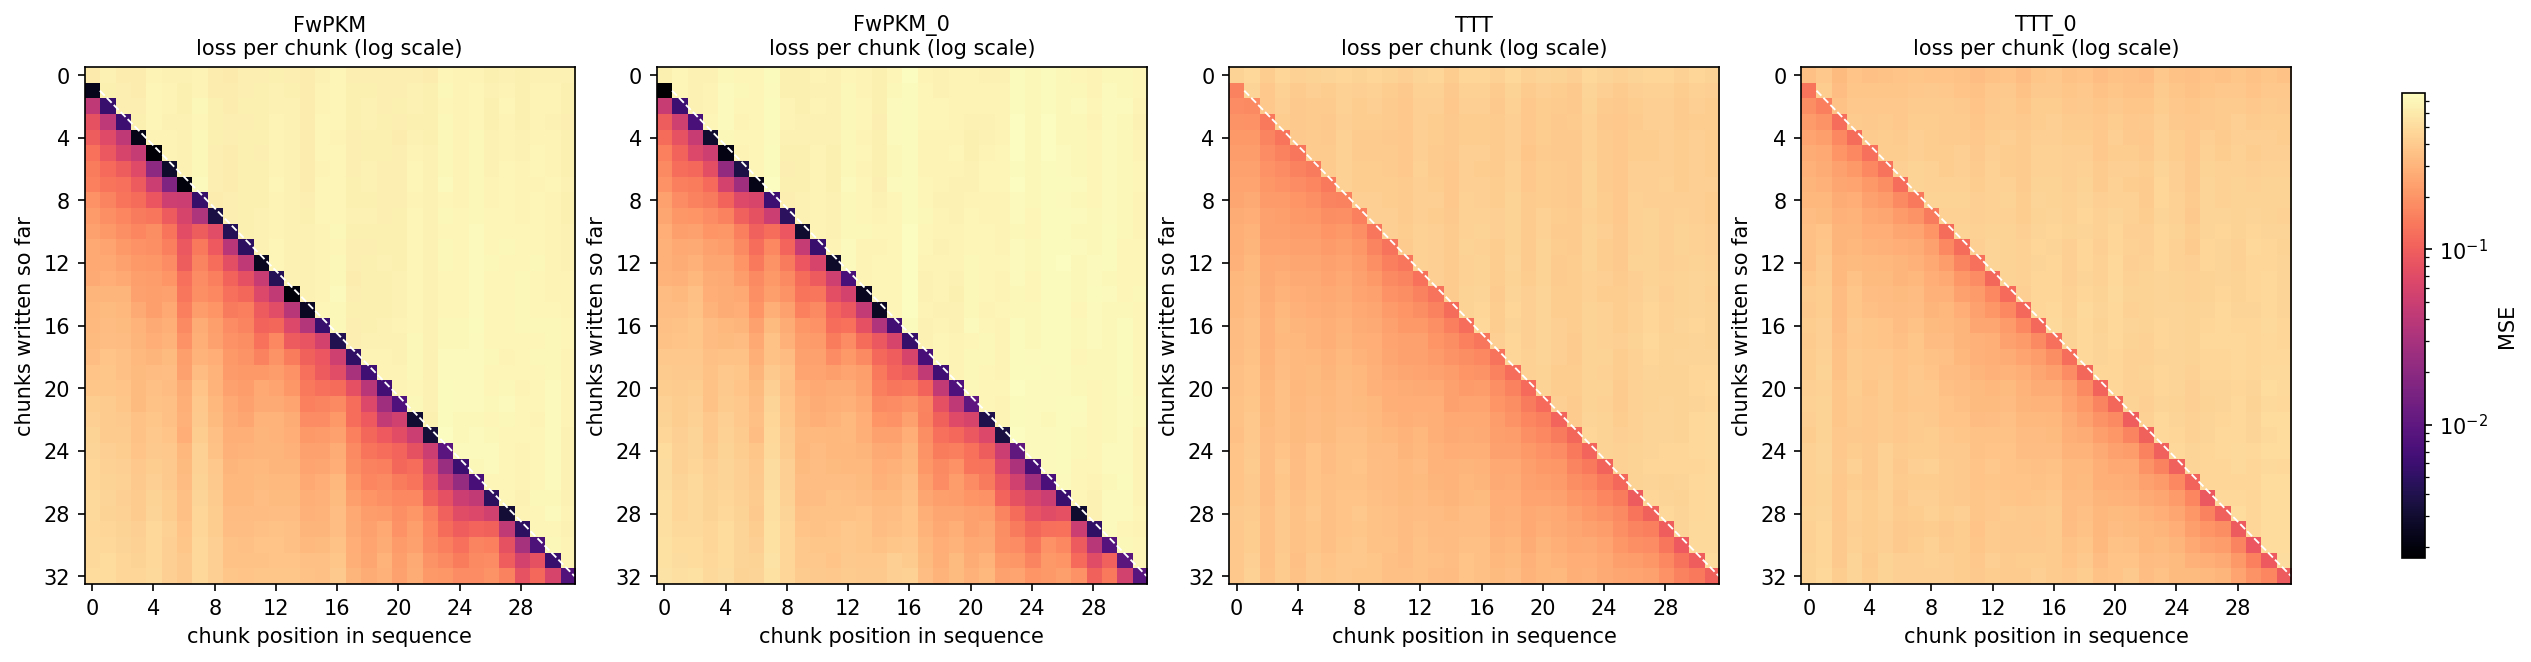 FwPKM
loss per chunk (log scale)
FwPKM_0
loss per chunk (log scale)
TTT
loss per chunk (log scale)
TTT_0
loss per chunk (log scale)
chunks written so far
0
4
8
12
16
20
24
28
32
0 4 8 12 16 20 24 28
chunk position in sequence
chunks written so far
0
4
8
12
16
20
24
28
32
0 4 8 12 16 20 24 28
chunk position in sequence
chunks written so far
0
4
8
12
16
20
24
28
32
0 4 8 12 16 20 24 28
chunk position in sequence
chunks written so far
0
4
8
12
16
20
24
28
32
0 4 8 12 16 20 24 28
chunk position in sequence
10⁻¹
10⁻²
MSE